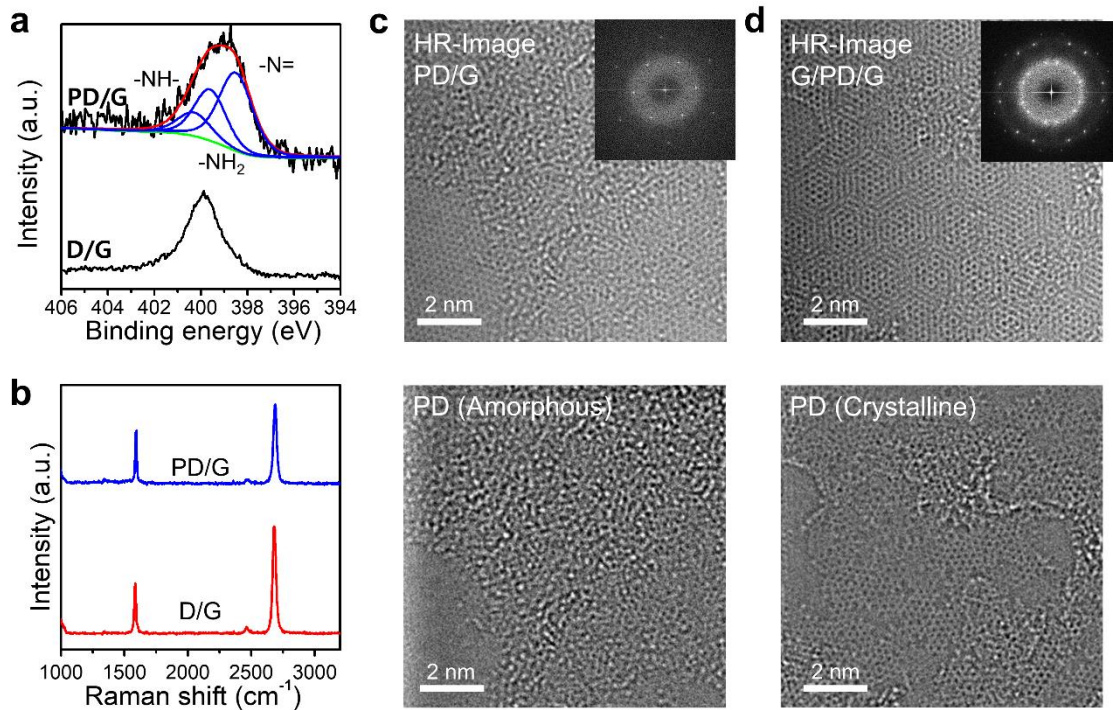 a
-NH-
-N=
PD/G
-NH₂
D/G
Intensity (a.u.)
406 404 402 400 398 396 394
Binding energy (eV)
b
PD/G
D/G
Intensity (a.u.)
1000 1500 2000 2500 3000
Raman shift (cm⁻¹)
c
HR-Image
PD/G
2 nm
PD (Amorphous)
2 nm
d
HR-Image
G/PD/G
2 nm
PD (Crystalline)
2 nm